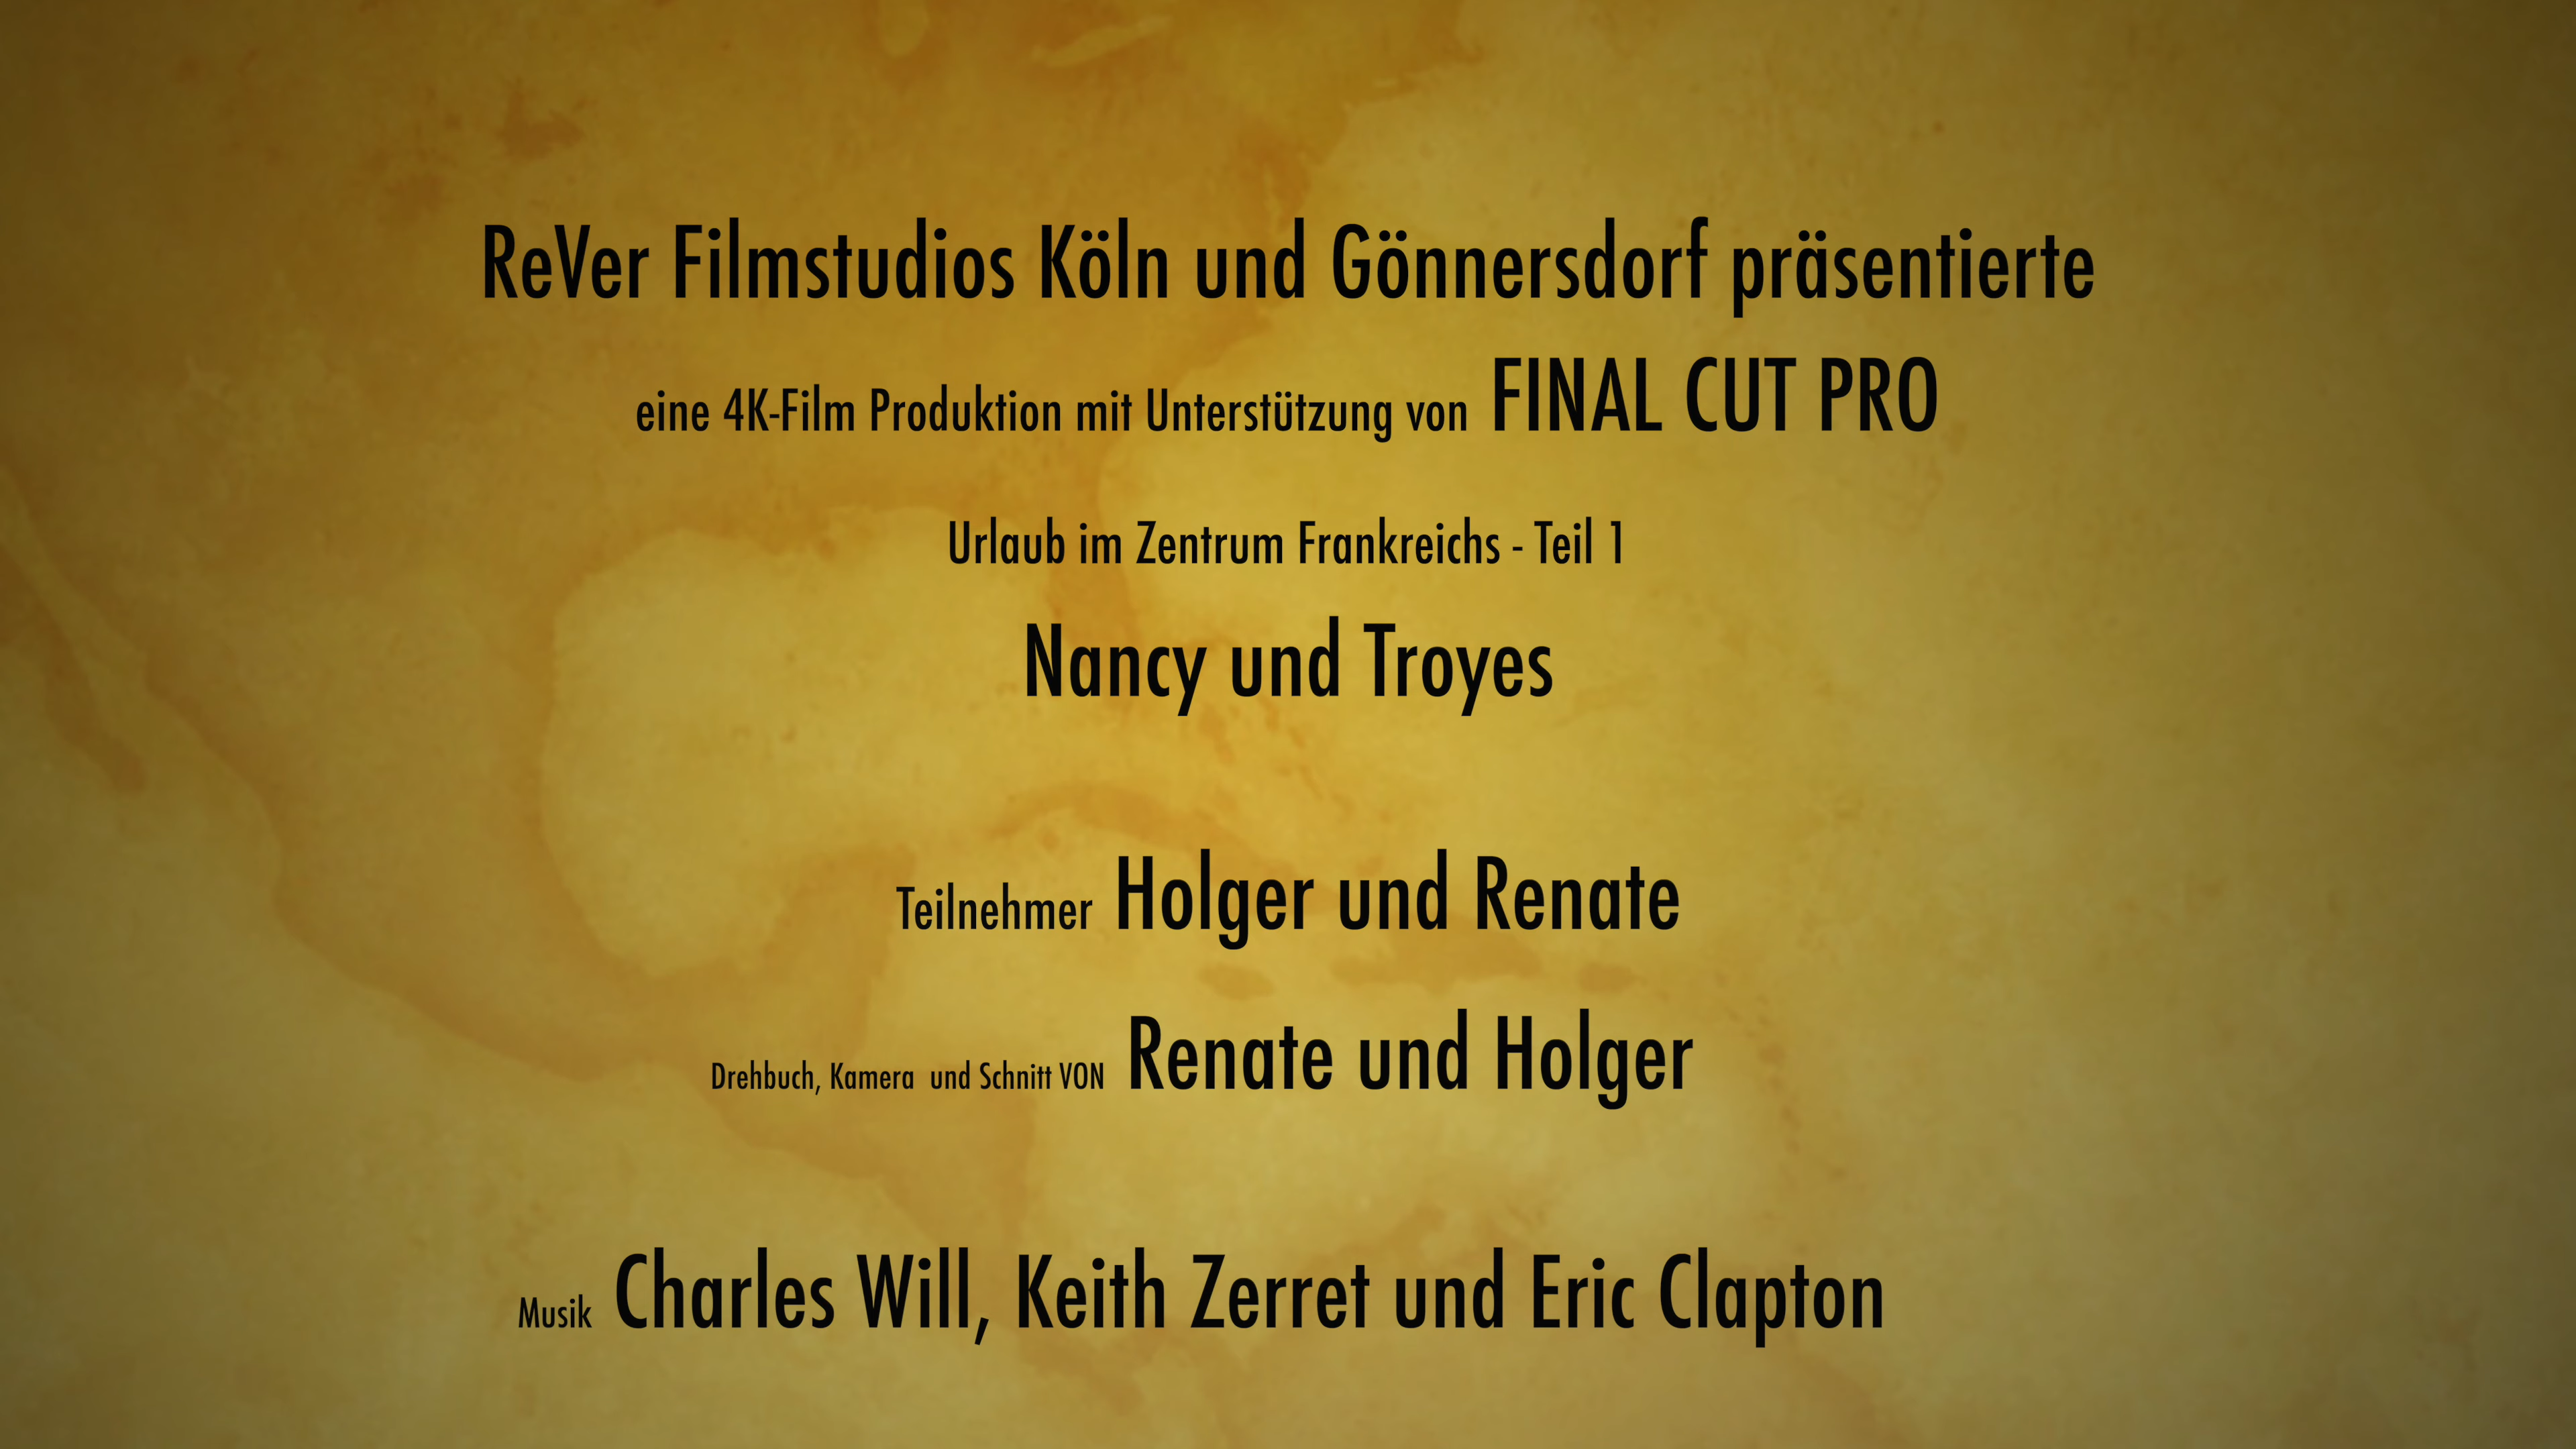 ReVer Filmstudios Köln und Gönnersdorf präsentierte
eine 4K-Film Produktion mit Unterstützung von FINAL CUT PRO
Urlaub im Zentrum Frankreichs - Teil 1
Nancy und Troyes
Teilnehmer Holger und Renate
Drehbuch, Kamera und Schnitt VON Renate und Holger
Musik Charles Will, Keith Zerret und Eric Clapton